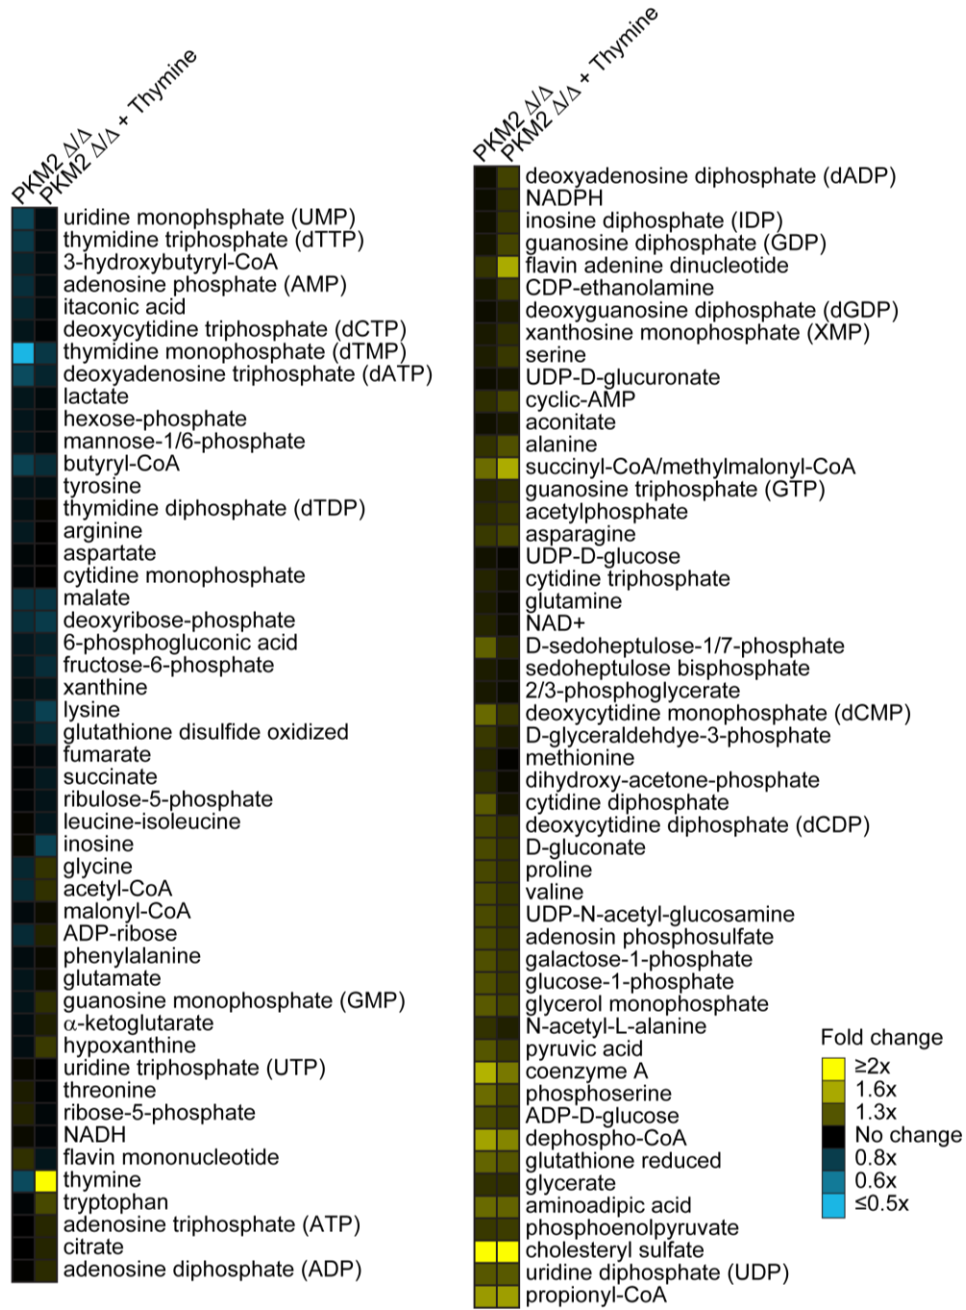 PKM2 Δ/Δ
PKM2 Δ/Δ + Thymine
uridine monophsphate (UMP)
thymidine triphosphate (dTTP)
3-hydroxybutyryl-CoA
adenosine phosphate (AMP)
itaconic acid
deoxycytidine triphosphate (dCTP)
thymidine monophosphate (dTMP)
deoxyadenosine triphosphate (dATP)
lactate
hexose-phosphate
mannose-1/6-phosphate
butyryl-CoA
tyrosine
thymidine diphosphate (dTDP)
arginine
aspartate
cytidine monophosphate
malate
deoxyribose-phosphate
6-phosphogluconic acid
fructose-6-phosphate
xanthine
lysine
glutathione disulfide oxidized
fumarate
succinate
ribulose-5-phosphate
leucine-isoleucine
inosine
glycine
acetyl-CoA
malonyl-CoA
ADP-ribose
phenylalanine
glutamate
guanosine monophosphate (GMP)
α-ketoglutarate
hypoxanthine
uridine triphosphate (UTP)
threonine
ribose-5-phosphate
NADH
flavin mononucleotide
thymine
tryptophan
adenosine triphosphate (ATP)
citrate
adenosine diphosphate (ADP)
PKM2 Δ/Δ
PKM2 Δ/Δ + Thymine
deoxyadenosine diphosphate (dADP)
NADPH
inosine diphosphate (IDP)
guanosine diphosphate (GDP)
flavin adenine dinucleotide
CDP-ethanolamine
deoxyguanosine diphosphate (dGDP)
xanthosine monophosphate (XMP)
serine
UDP-D-glucuronate
cyclic-AMP
aconitate
alanine
succinyl-CoA/methylmalonyl-CoA
guanosine triphosphate (GTP)
acetylphosphate
asparagine
UDP-D-glucose
cytidine triphosphate
glutamine
NAD+
D-sedoheptulose-1/7-phosphate
sedoheptulose bisphosphate
2/3-phosphoglycerate
deoxycytidine monophosphate (dCMP)
D-glyceraldehdye-3-phosphate
methionine
dihydroxy-acetone-phosphate
cytidine diphosphate
deoxycytidine diphosphate (dCDP)
D-gluconate
proline
valine
UDP-N-acetyl-glucosamine
adenosin phosphosulfate
galactose-1-phosphate
glucose-1-phosphate
glycerol monophosphate
N-acetyl-L-alanine
pyruvic acid
coenzyme A
phosphoserine
ADP-D-glucose
dephospho-CoA
glutathione reduced
glycerate
aminoadipic acid
phosphoenolpyruvate
cholesteryl sulfate
uridine diphosphate (UDP)
propionyl-CoA
Fold change
≥2x
1.6x
1.3x
No change
0.8x
0.6x
≤0.5x